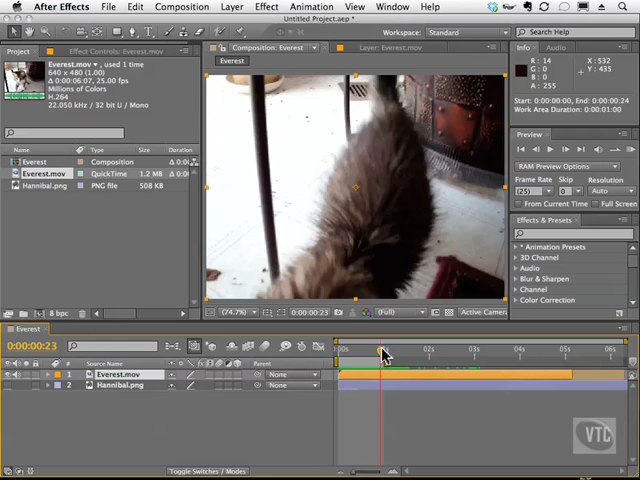 After Effects File Edit Composition Layer Effect Animation View Window Help
Untitled Project.aep *
Workspace: Standard
Search Help
Project Effect Controls: Everest.mov
Composition: Everest Layer: Everest.mov
Info Audio
Everest
Everest.mov, used 1 time
640 x 480 (1.00)
Δ 0:00:06:07, 25.00 fps
Millions of Colors
H.264
22.050 kHz / 32 bit U / Mono
R: 14 X: 532
G: 0 Y: 435
B: 0
A: 255
Start: 0:00:00:00, End: 0:00:00:24
Work Area Duration: 0:00:01:00
Preview
RAM Preview Options
Frame Rate Skip Resolution
(25) 0 Auto
From Current Time Full Screen
Name Type Size Duration
Everest Composition Δ 0:0
Everest.mov QuickTime 1.2 MB Δ 0:0
Hannibal.png PNG file 508 KB
Effects & Presets
* Animation Presets
3D Channel
Audio
Blur & Sharpen
Channel
Color Correction
8 bpc
(74.7%) 0:00:00:23 (Full) Active Camera
Everest
0:00:00:23
00s 02s 03s 04s 05s 06s
# Source Name Parent
1 Everest.mov None
2 Hannibal.png None
VTC
Toggle Switches / Modes